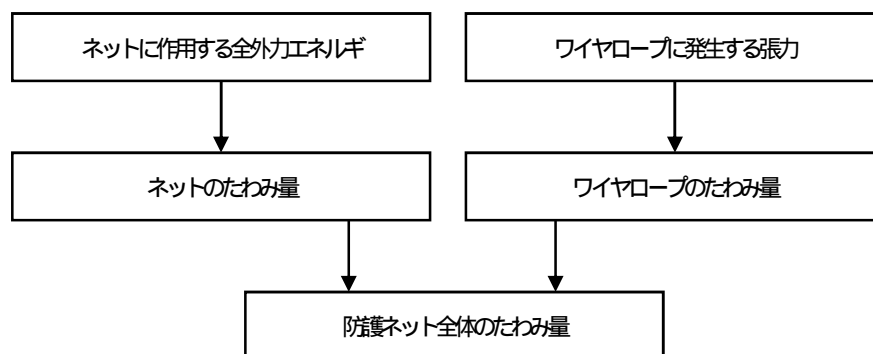 ネットに作用する全外力エネルギ
ワイヤロープに発生する張力
ネットのたわみ量
ワイヤロープのたわみ量
防護ネット全体のたわみ量